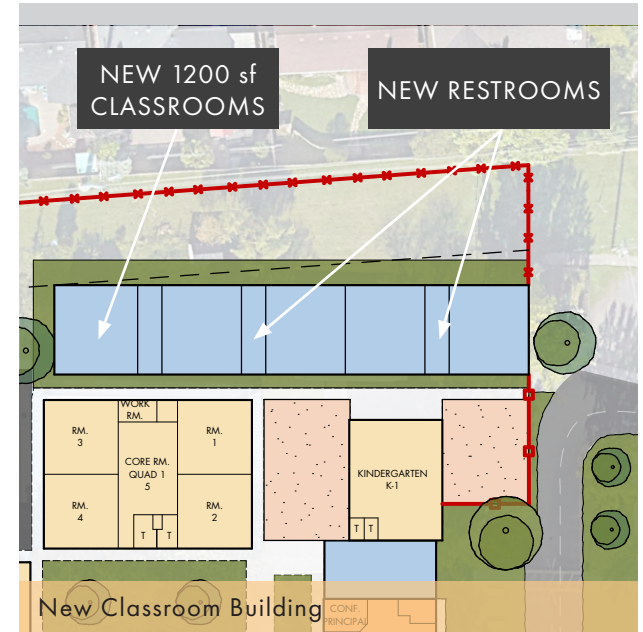 NEW 1200 sf
CLASSROOMS
NEW RESTROOMS
WORK
RM.
RM.
3
RM.
1
CORE RM.
QUAD 1
5
RM.
4
RM.
2
T
T
KINDERGARTEN
K-1
T
T
New Classroom Building
CONF.
PRINCIPAL